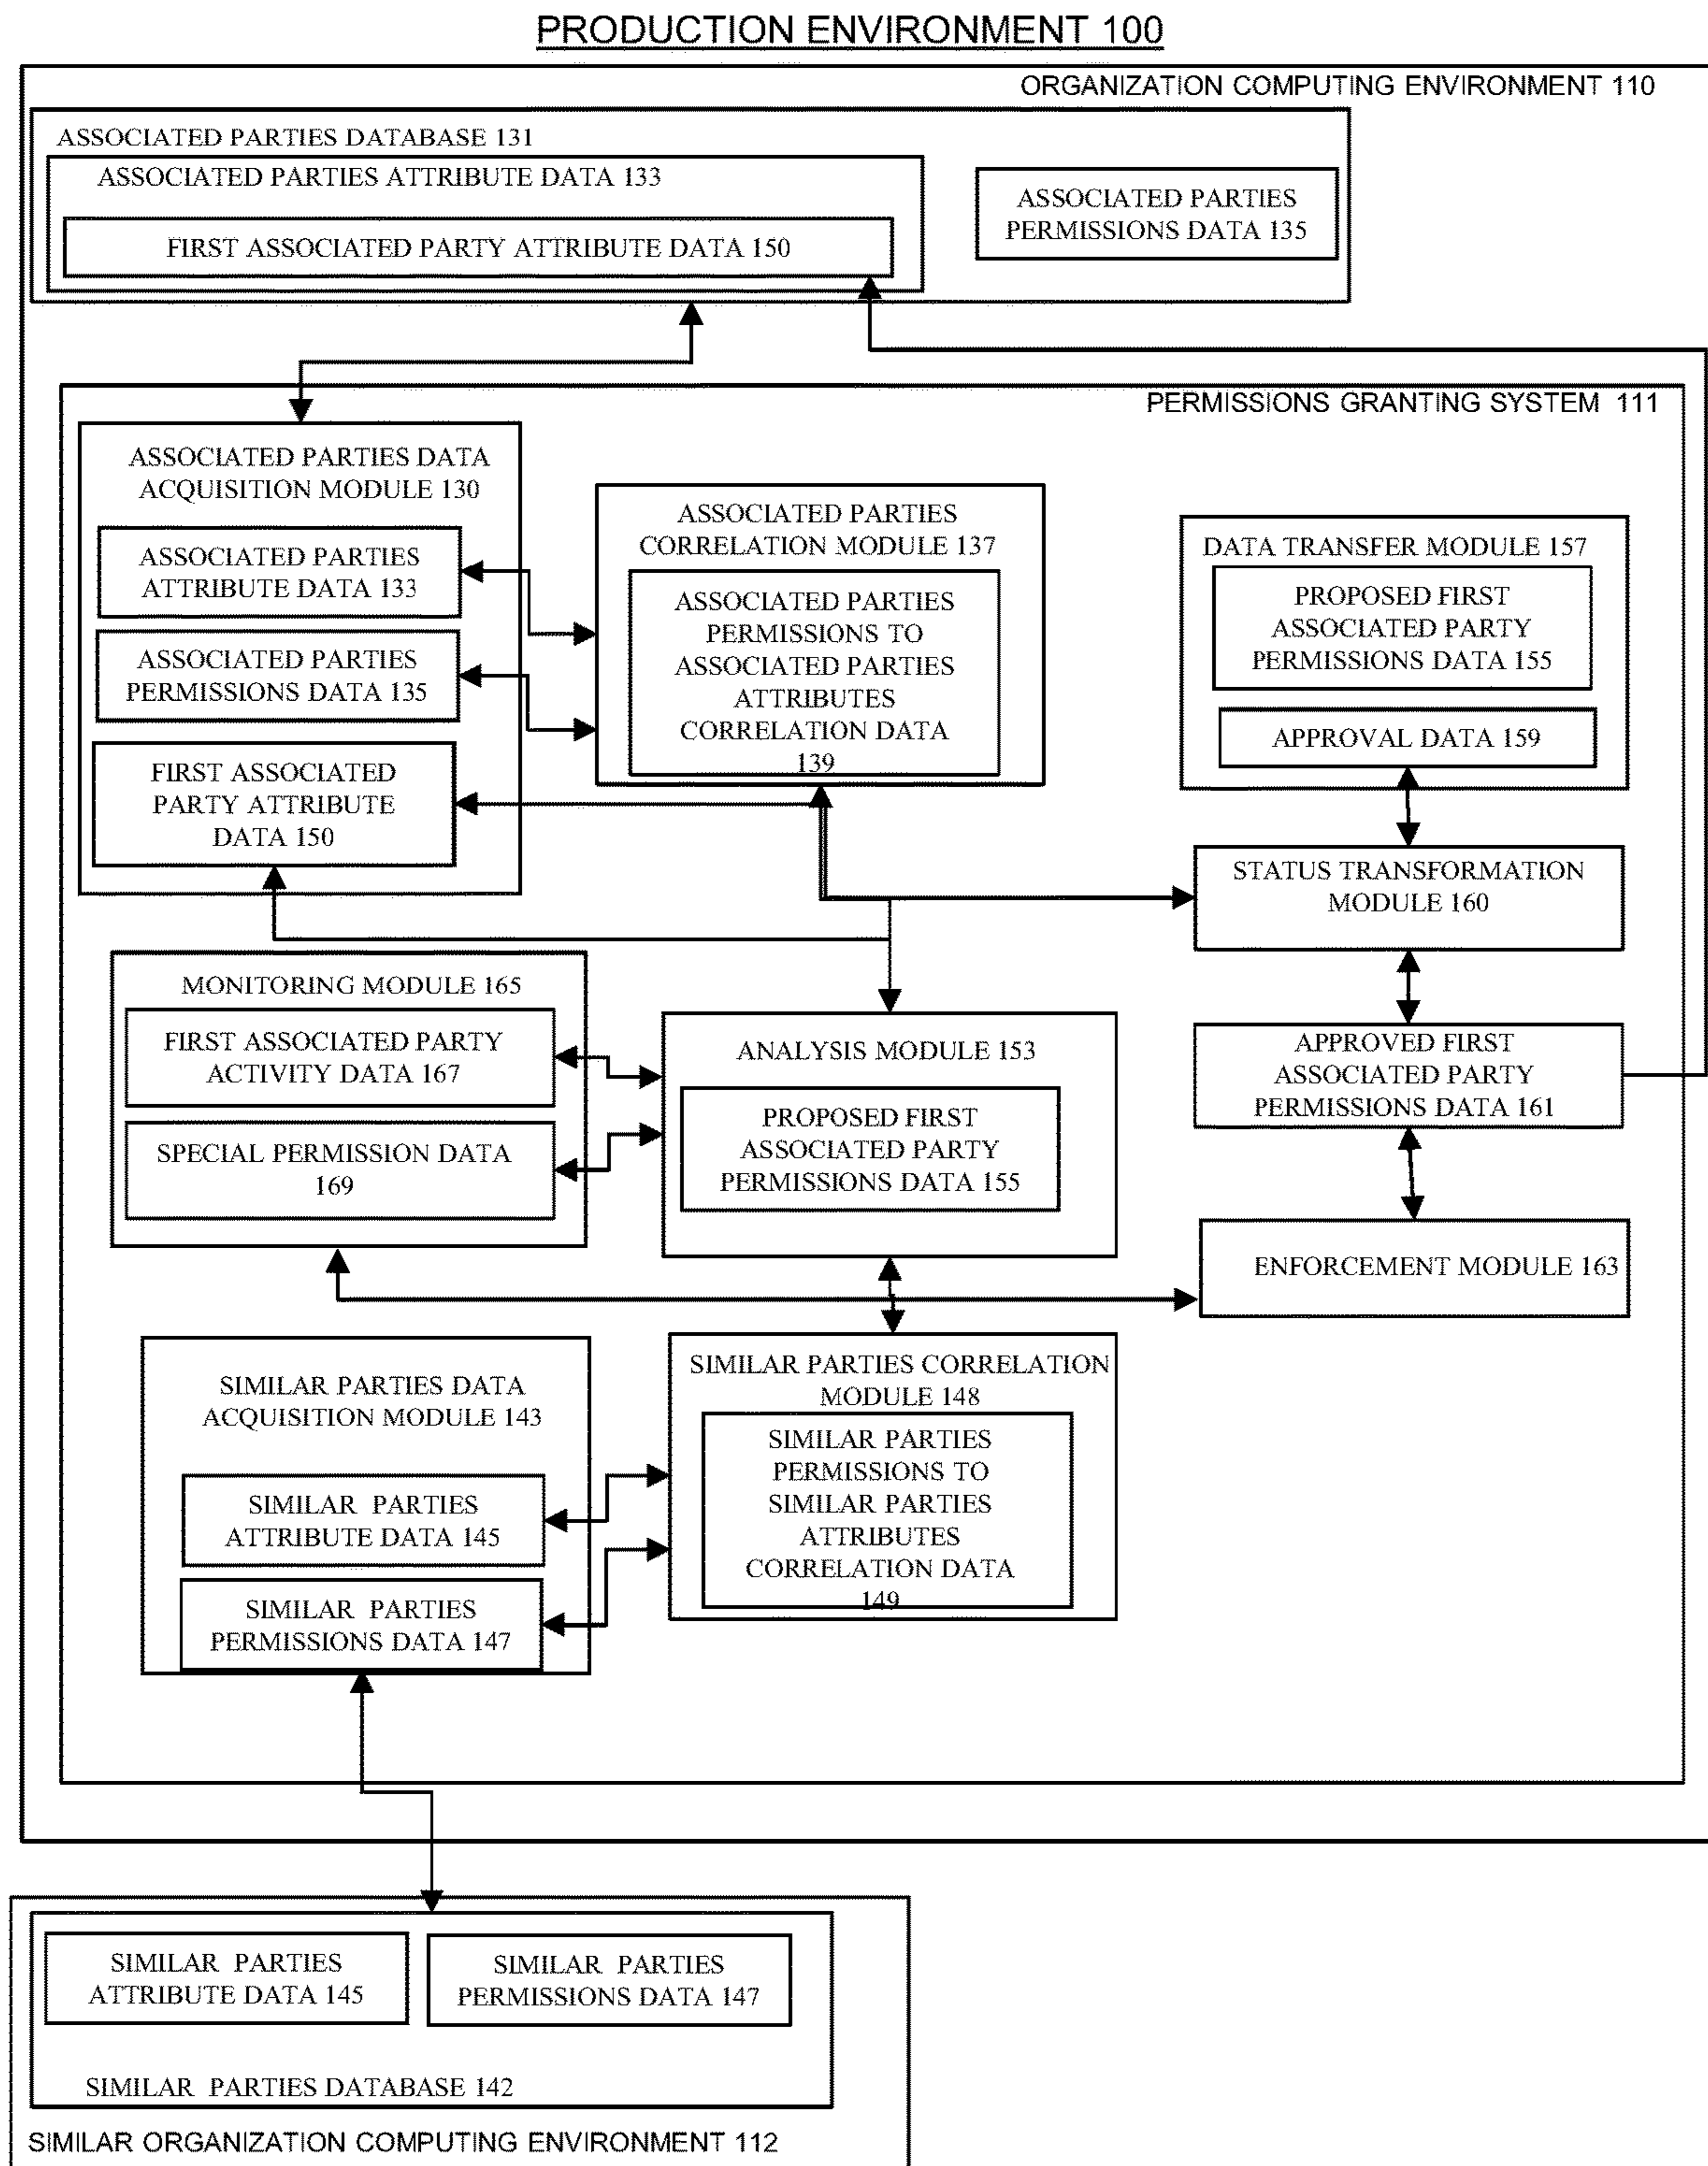 PRODUCTION ENVIRONMENT 100
ORGANIZATION COMPUTING ENVIRONMENT 110
ASSOCIATED PARTIES DATABASE 131
ASSOCIATED PARTIES ATTRIBUTE DATA 133
FIRST ASSOCIATED PARTY ATTRIBUTE DATA 150
ASSOCIATED PARTIES
PERMISSIONS DATA 135
PERMISSIONS GRANTING SYSTEM 111
ASSOCIATED PARTIES DATA
ACQUISITION MODULE 130
ASSOCIATED PARTIES
ATTRIBUTE DATA 133
ASSOCIATED PARTIES
PERMISSIONS DATA 135
FIRST ASSOCIATED
PARTY ATTRIBUTE
DATA 150
ASSOCIATED PARTIES
CORRELATION MODULE 137
ASSOCIATED PARTIES
PERMISSIONS TO
ASSOCIATED PARTIES
ATTRIBUTES
CORRELATION DATA
139
DATA TRANSFER MODULE 157
PROPOSED FIRST
ASSOCIATED PARTY
PERMISSIONS DATA 155
APPROVAL DATA 159
STATUS TRANSFORMATION
MODULE 160
MONITORING MODULE 165
FIRST ASSOCIATED PARTY
ACTIVITY DATA 167
SPECIAL PERMISSION DATA
169
ANALYSIS MODULE 153
PROPOSED FIRST
ASSOCIATED PARTY
PERMISSIONS DATA 155
APPROVED FIRST
ASSOCIATED PARTY
PERMISSIONS DATA 161
ENFORCEMENT MODULE 163
SIMILAR PARTIES DATA
ACQUISITION MODULE 143
SIMILAR PARTIES
ATTRIBUTE DATA 145
SIMILAR PARTIES
PERMISSIONS DATA 147
SIMILAR PARTIES CORRELATION
MODULE 148
SIMILAR PARTIES
PERMISSIONS TO
SIMILAR PARTIES
ATTRIBUTES
CORRELATION DATA
149
SIMILAR PARTIES
ATTRIBUTE DATA 145
SIMILAR PARTIES
PERMISSIONS DATA 147
SIMILAR PARTIES DATABASE 142
SIMILAR ORGANIZATION COMPUTING ENVIRONMENT 112